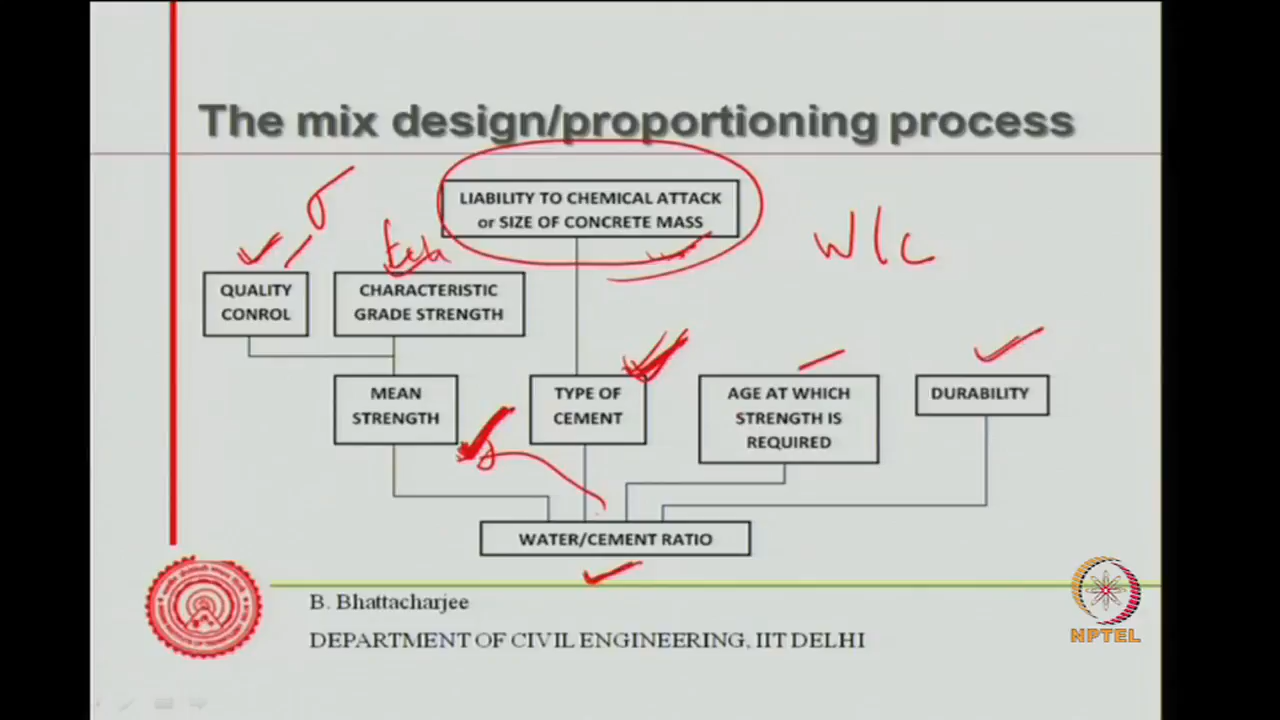 The mix design/proportioning process
LIABILITY TO CHEMICAL ATTACK
or SIZE OF CONCRETE MASS
σ
fck
W/C
QUALITY
CONROL
CHARACTERISTIC
GRADE STRENGTH
MEAN
STRENGTH
TYPE OF
CEMENT
AGE AT WHICH
STRENGTH IS
REQUIRED
DURABILITY
WATER/CEMENT RATIO
B. Bhattacharjee
DEPARTMENT OF CIVIL ENGINEERING, IIT DELHI
NPTEL